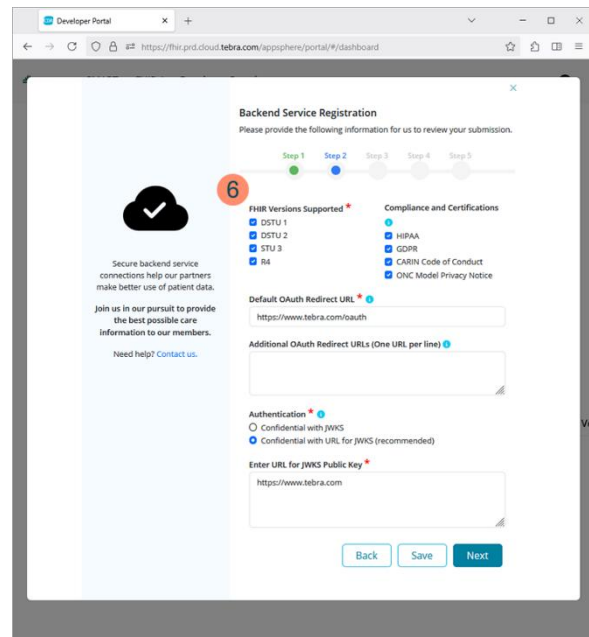 Developer Portal
https://fhir.prd.cloud.tebra.com/appsphere/portal/#/dashboard
Backend Service Registration
Please provide the following information for us to review your submission.
Step 1 Step 2 Step 3 Step 4 Step 5
6
FHIR Versions Supported *
DSTU 1
DSTU 2
STU 3
R4
Compliance and Certifications
HIPAA
GDPR
CARIN Code of Conduct
ONC Model Privacy Notice
Secure backend service
connections help our partners
make better use of patient data.
Join us in our pursuit to provide
the best possible care
information to our members.
Need help? Contact us.
Default OAuth Redirect URL *
https://www.tebra.com/oauth
Additional OAuth Redirect URLs (One URL per line)
Authentication *
Confidential with JWKS
Confidential with URL for JWKS (recommended)
Enter URL for JWKS Public Key *
https://www.tebra.com
Back Save Next